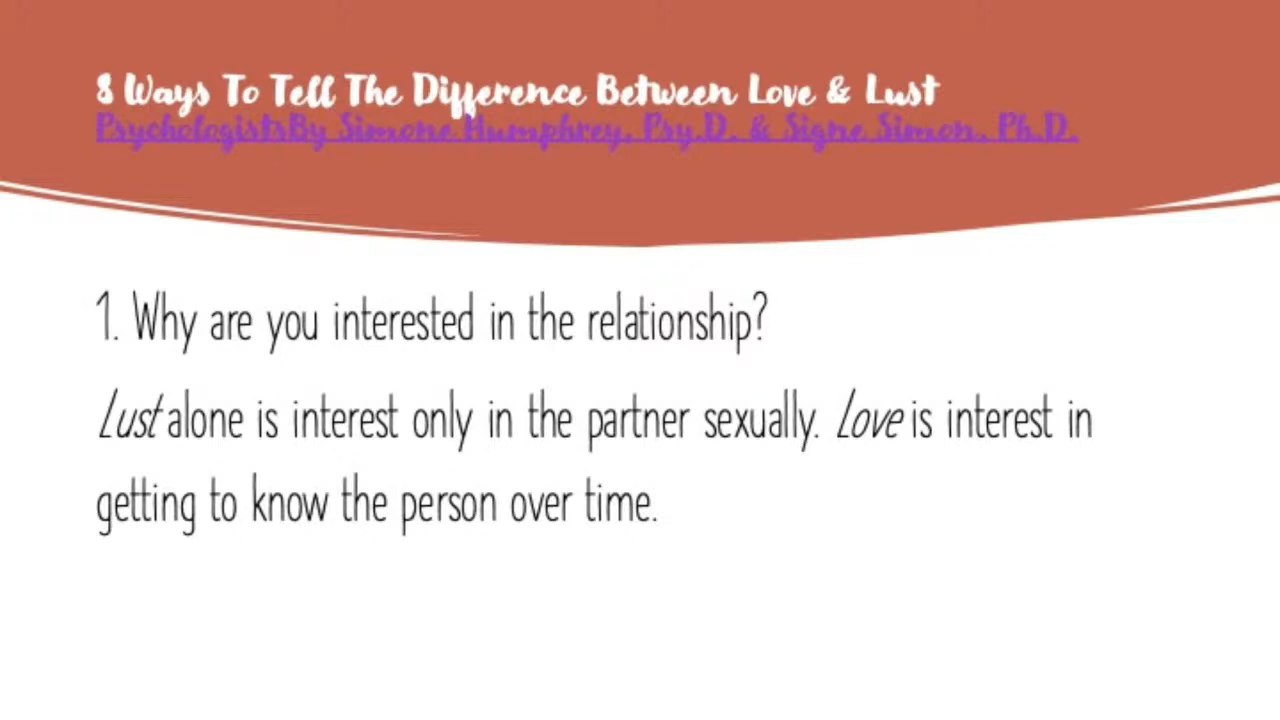 8 Ways To Tell The Difference Between Love & Lust
PsychologistsBy Simone Humphrey, Psy.D. & Signe Simon, Ph.D.
1. Why are you interested in the relationship?
Lust alone is interest only in the partner sexually. Love is interest in
getting to know the person over time.